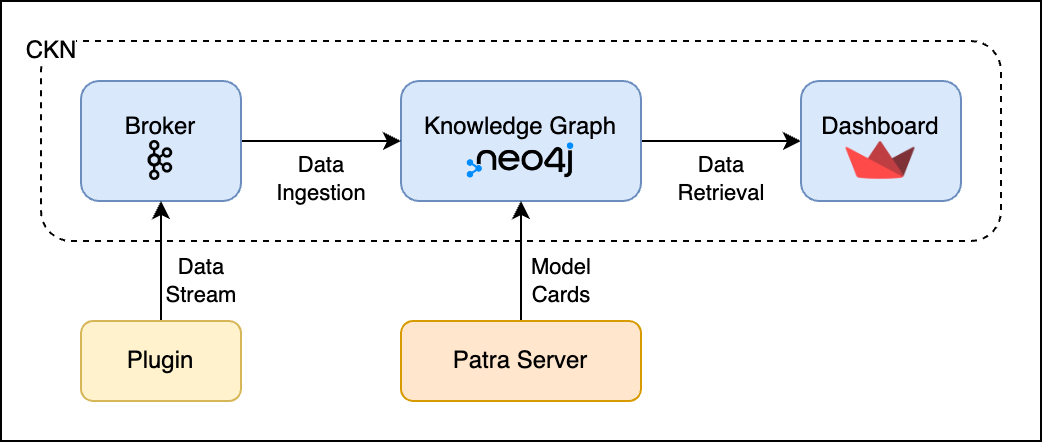 CKN
Broker
Knowledge Graph
neo4j
Dashboard
Data
Ingestion
Data
Retrieval
Data
Stream
Model
Cards
Plugin
Patra Server